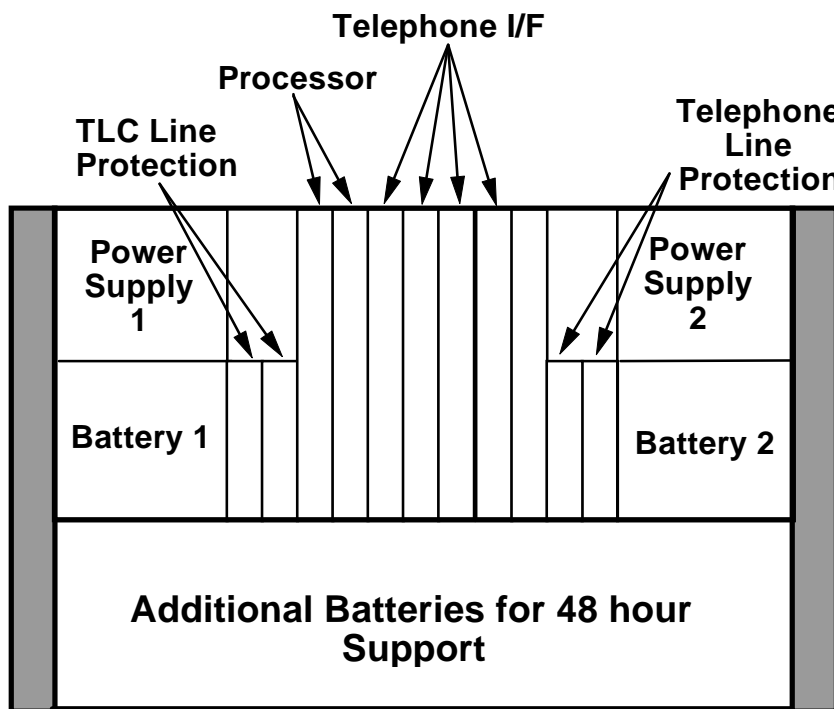 Telephone I/F
Processor
TLC Line
Protection
Telephone
Line
Protection
Power
Supply
1
Power
Supply
2
Battery 1
Battery 2
Additional Batteries for 48 hour
Support